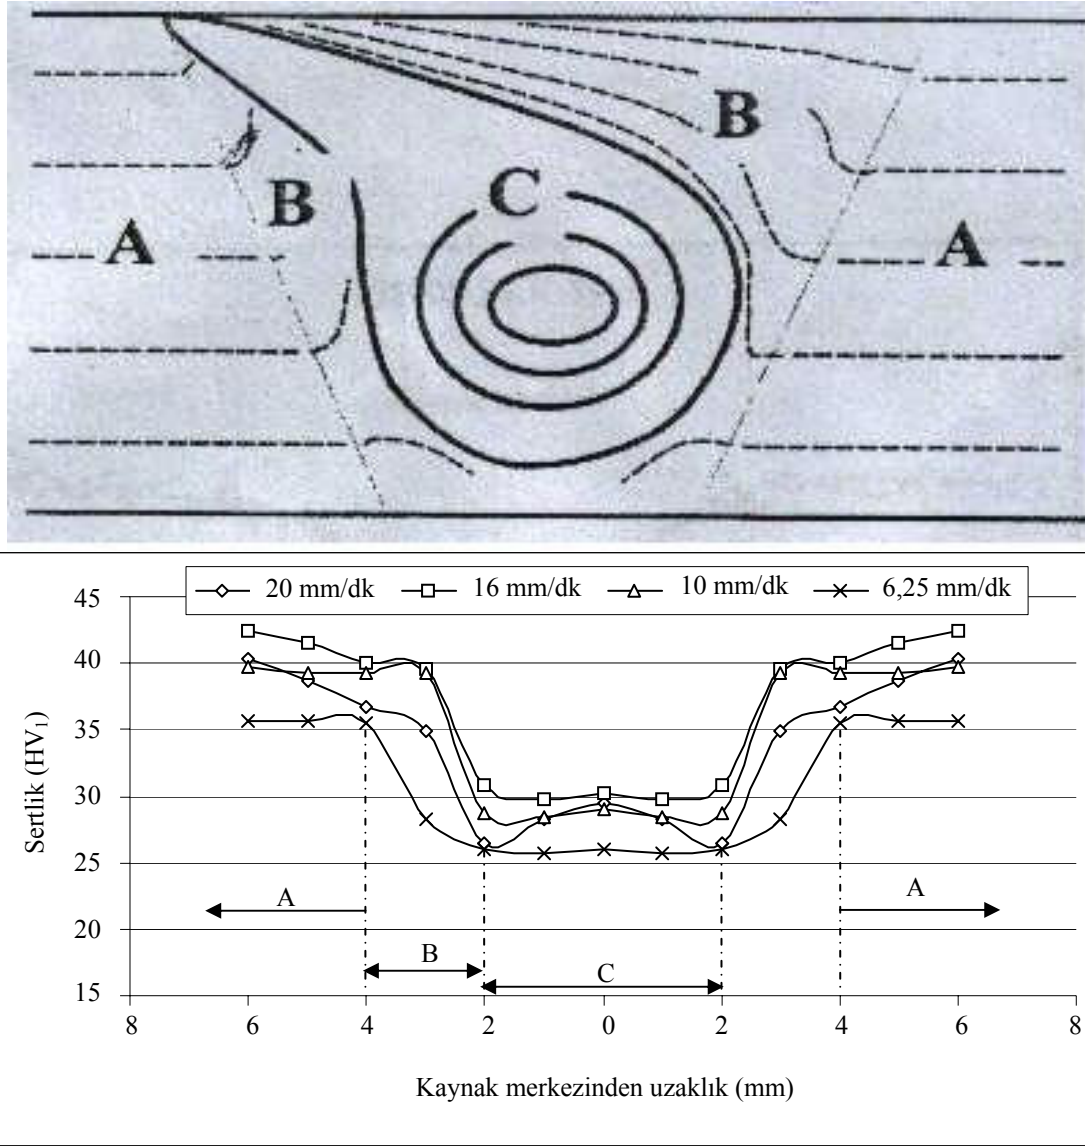 B
C
B
A
A
20 mm/dk 16 mm/dk 10 mm/dk 6,25 mm/dk
45
40
35
30
25
20
15
Sertlik (HV₁)
A
A
B
C
8 6 4 2 0 2 4 6 8
Kaynak merkezinden uzaklık (mm)